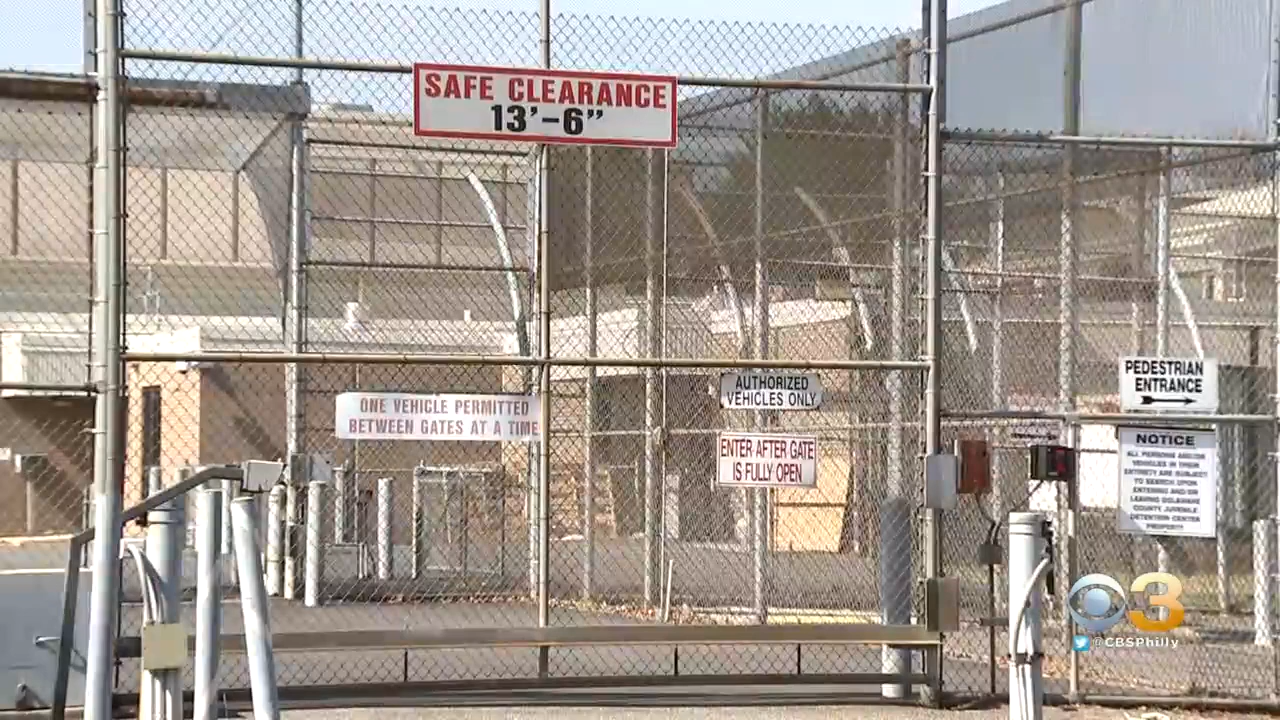 SAFE CLEARANCE
13'-6"
ONE VEHICLE PERMITTED
BETWEEN GATES AT A TIME
AUTHORIZED
VEHICLES ONLY
ENTER AFTER GATE
IS FULLY OPEN
PEDESTRIAN
ENTRANCE
NOTICE
ALL PERSONS AND/OR
VEHICLES IN THEIR
ENTIRETY ARE SUBJECT
TO SEARCH UPON
ENTERING AND/OR
LEAVING DELAWARE
COUNTY JUVENILE
DETENTION CENTER
PROPERTY
3
@CBSPhilly